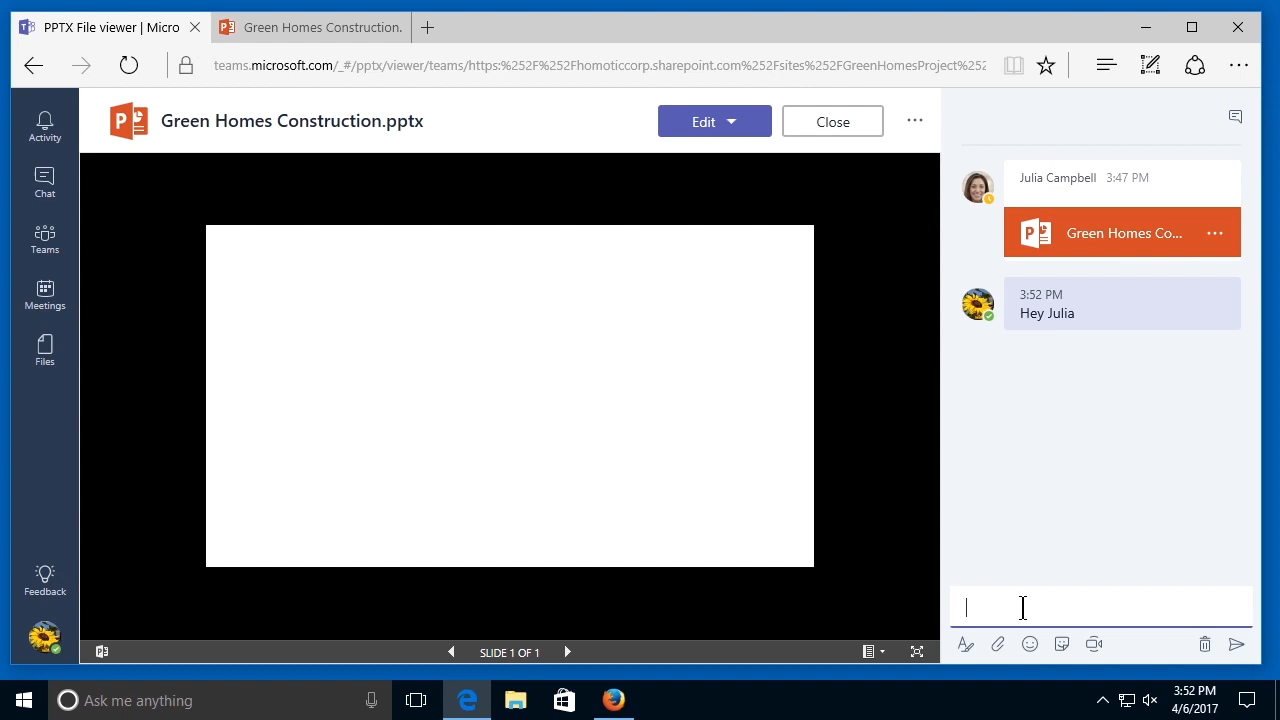 PPTX File viewer | Micro
Green Homes Construction.
teams.microsoft.com/_#/pptx/viewer/teams/https:%252F%252Fhomoticcorp.sharepoint.com%252Fsites%252FGreenHomesProject%252
Activity
Chat
Teams
Meetings
Files
Feedback
Green Homes Construction.pptx
Edit
Close
SLIDE 1 OF 1
Julia Campbell 3:47 PM
Green Homes Co...
3:52 PM
Hey Julia
Ask me anything
3:52 PM
4/6/2017